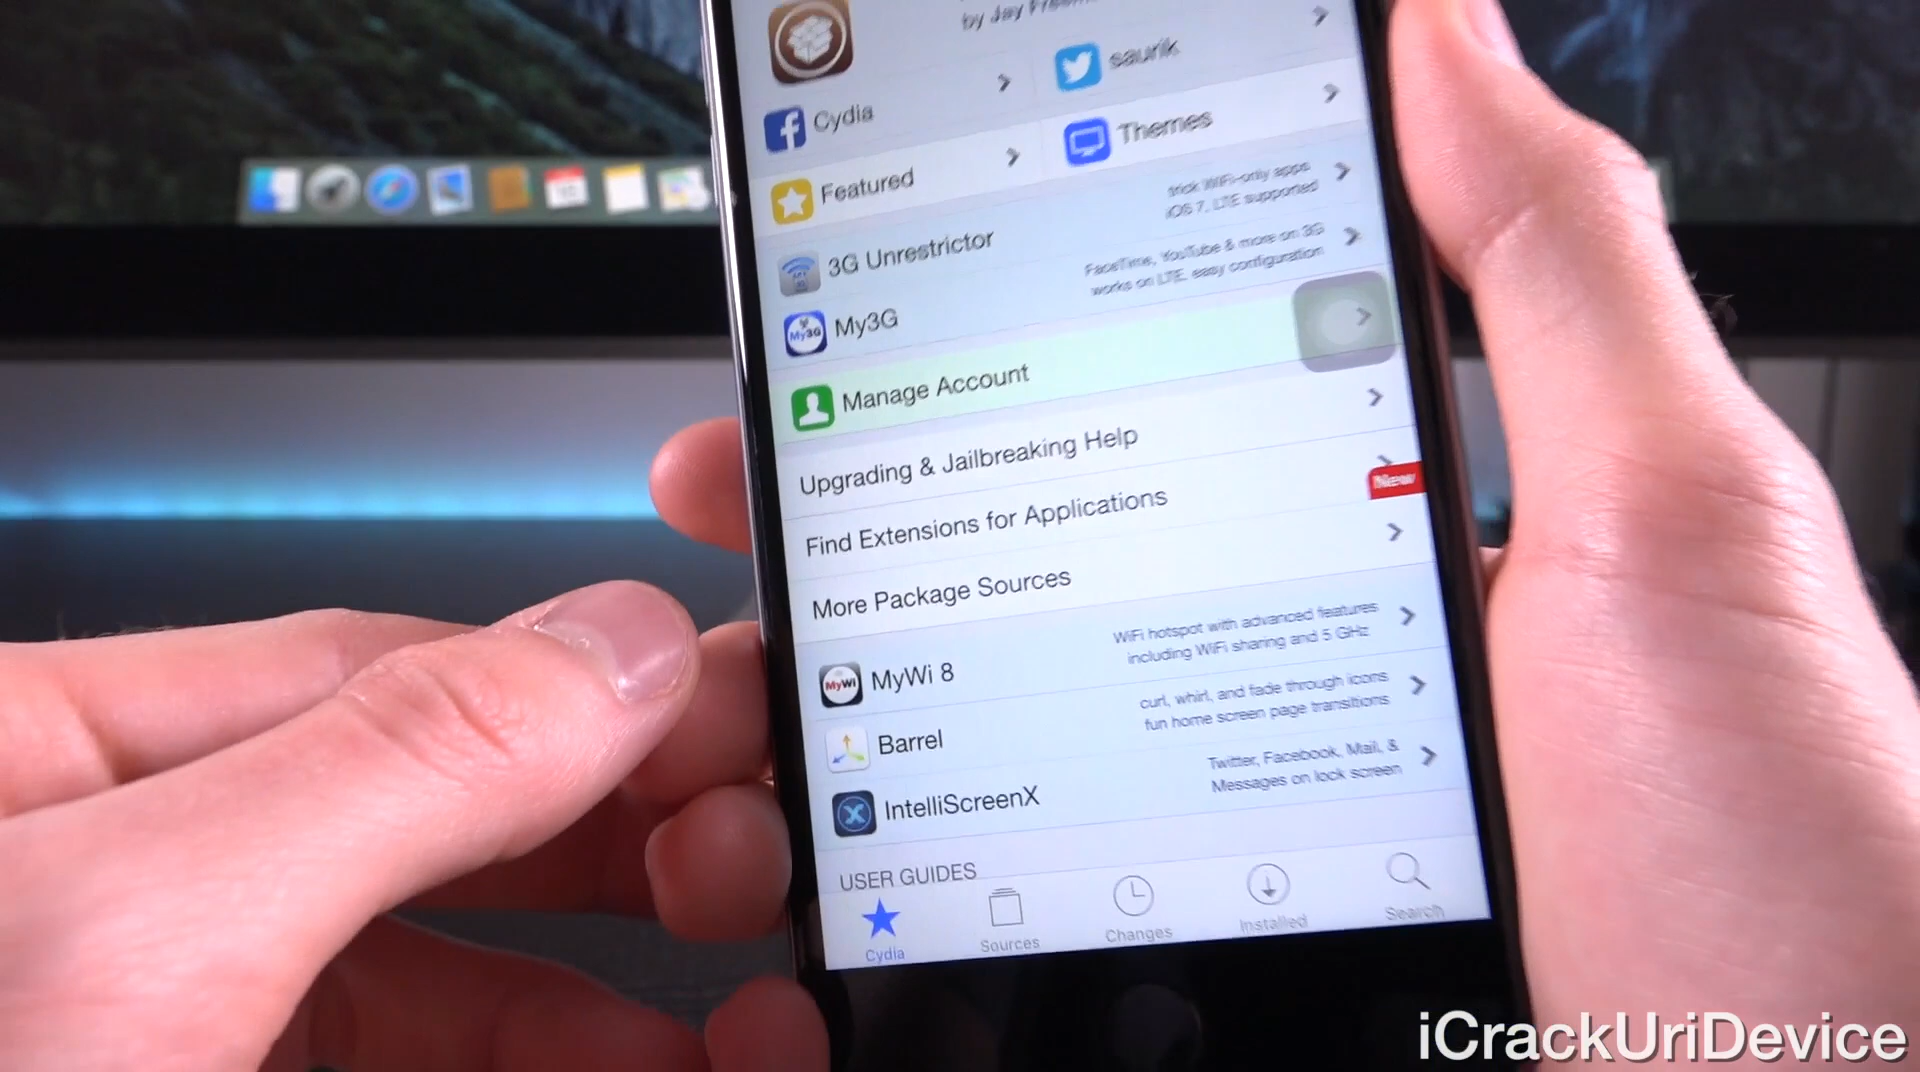 by Jay
saurik
Cydia
Themes
Featured
trick WiFi-only apps
iOS 7, LTE supported
3G Unrestrictor
FaceTime, YouTube & more on 3G
works on LTE, easy configuration
My3G
My3G
Manage Account
Upgrading & Jailbreaking Help
New
Find Extensions for Applications
More Package Sources
WiFi hotspot with advanced features
including WiFi sharing and 5 GHz
MyWi
MyWi 8
curl, whirl, and fade through icons
fun home screen page transitions
Barrel
Twitter, Facebook, Mail, &
Messages on lock screen
IntelliScreenX
USER GUIDES
Cydia
Sources
Changes
Installed
Search
iCrackUriDevice